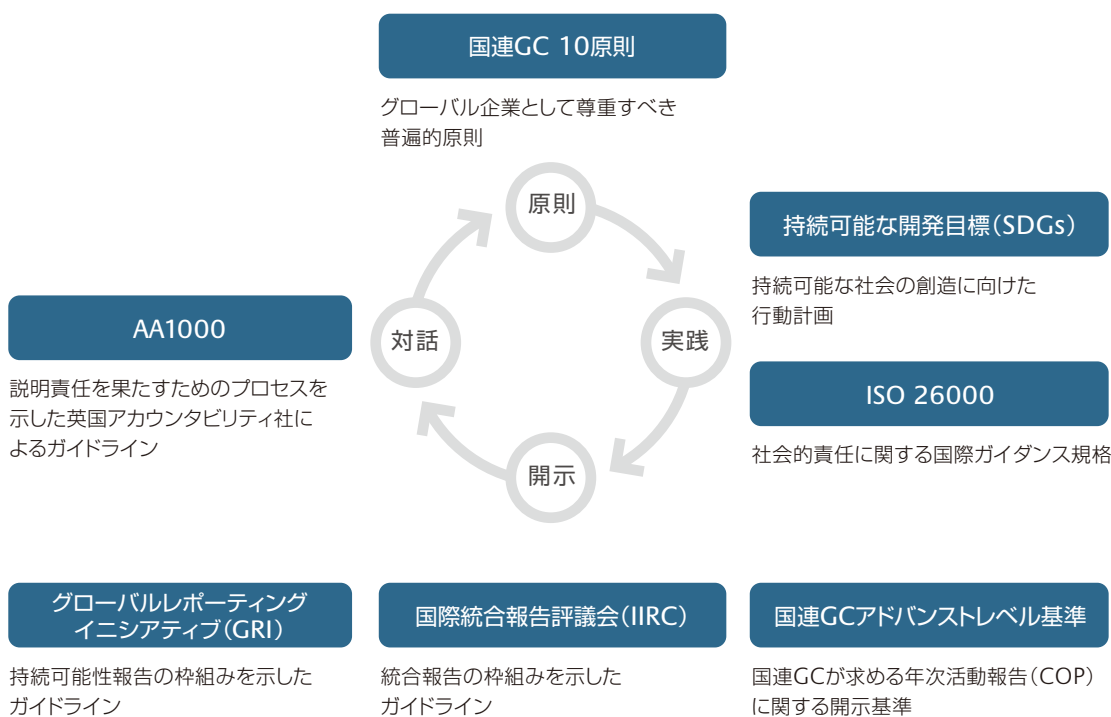 国連GC 10原則
グローバル企業として尊重すべき
普遍的原則
原則
持続可能な開発目標（SDGs）
持続可能な社会の創造に向けた
行動計画
AA1000
説明責任を果たすためのプロセスを
示した英国アカウンタビリティ社に
よるガイドライン
対話
実践
ISO 26000
社会的責任に関する国際ガイダンス規格
開示
グローバルレポーティング
イニシアティブ（GRI）
持続可能性報告の枠組みを示した
ガイドライン
国際統合報告評議会（IIRC）
統合報告の枠組みを示した
ガイドライン
国連GCアドバンストレベル基準
国連GCが求める年次活動報告（COP）
に関する開示基準